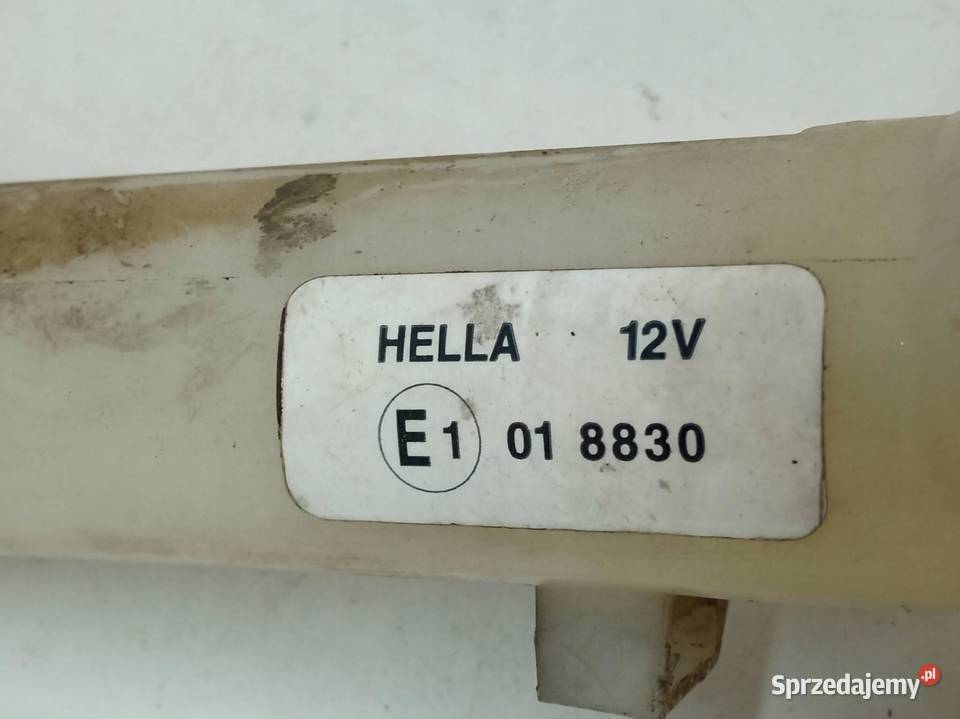 HELLA 12V
E1 01 8830
Sprzedajemy.pl